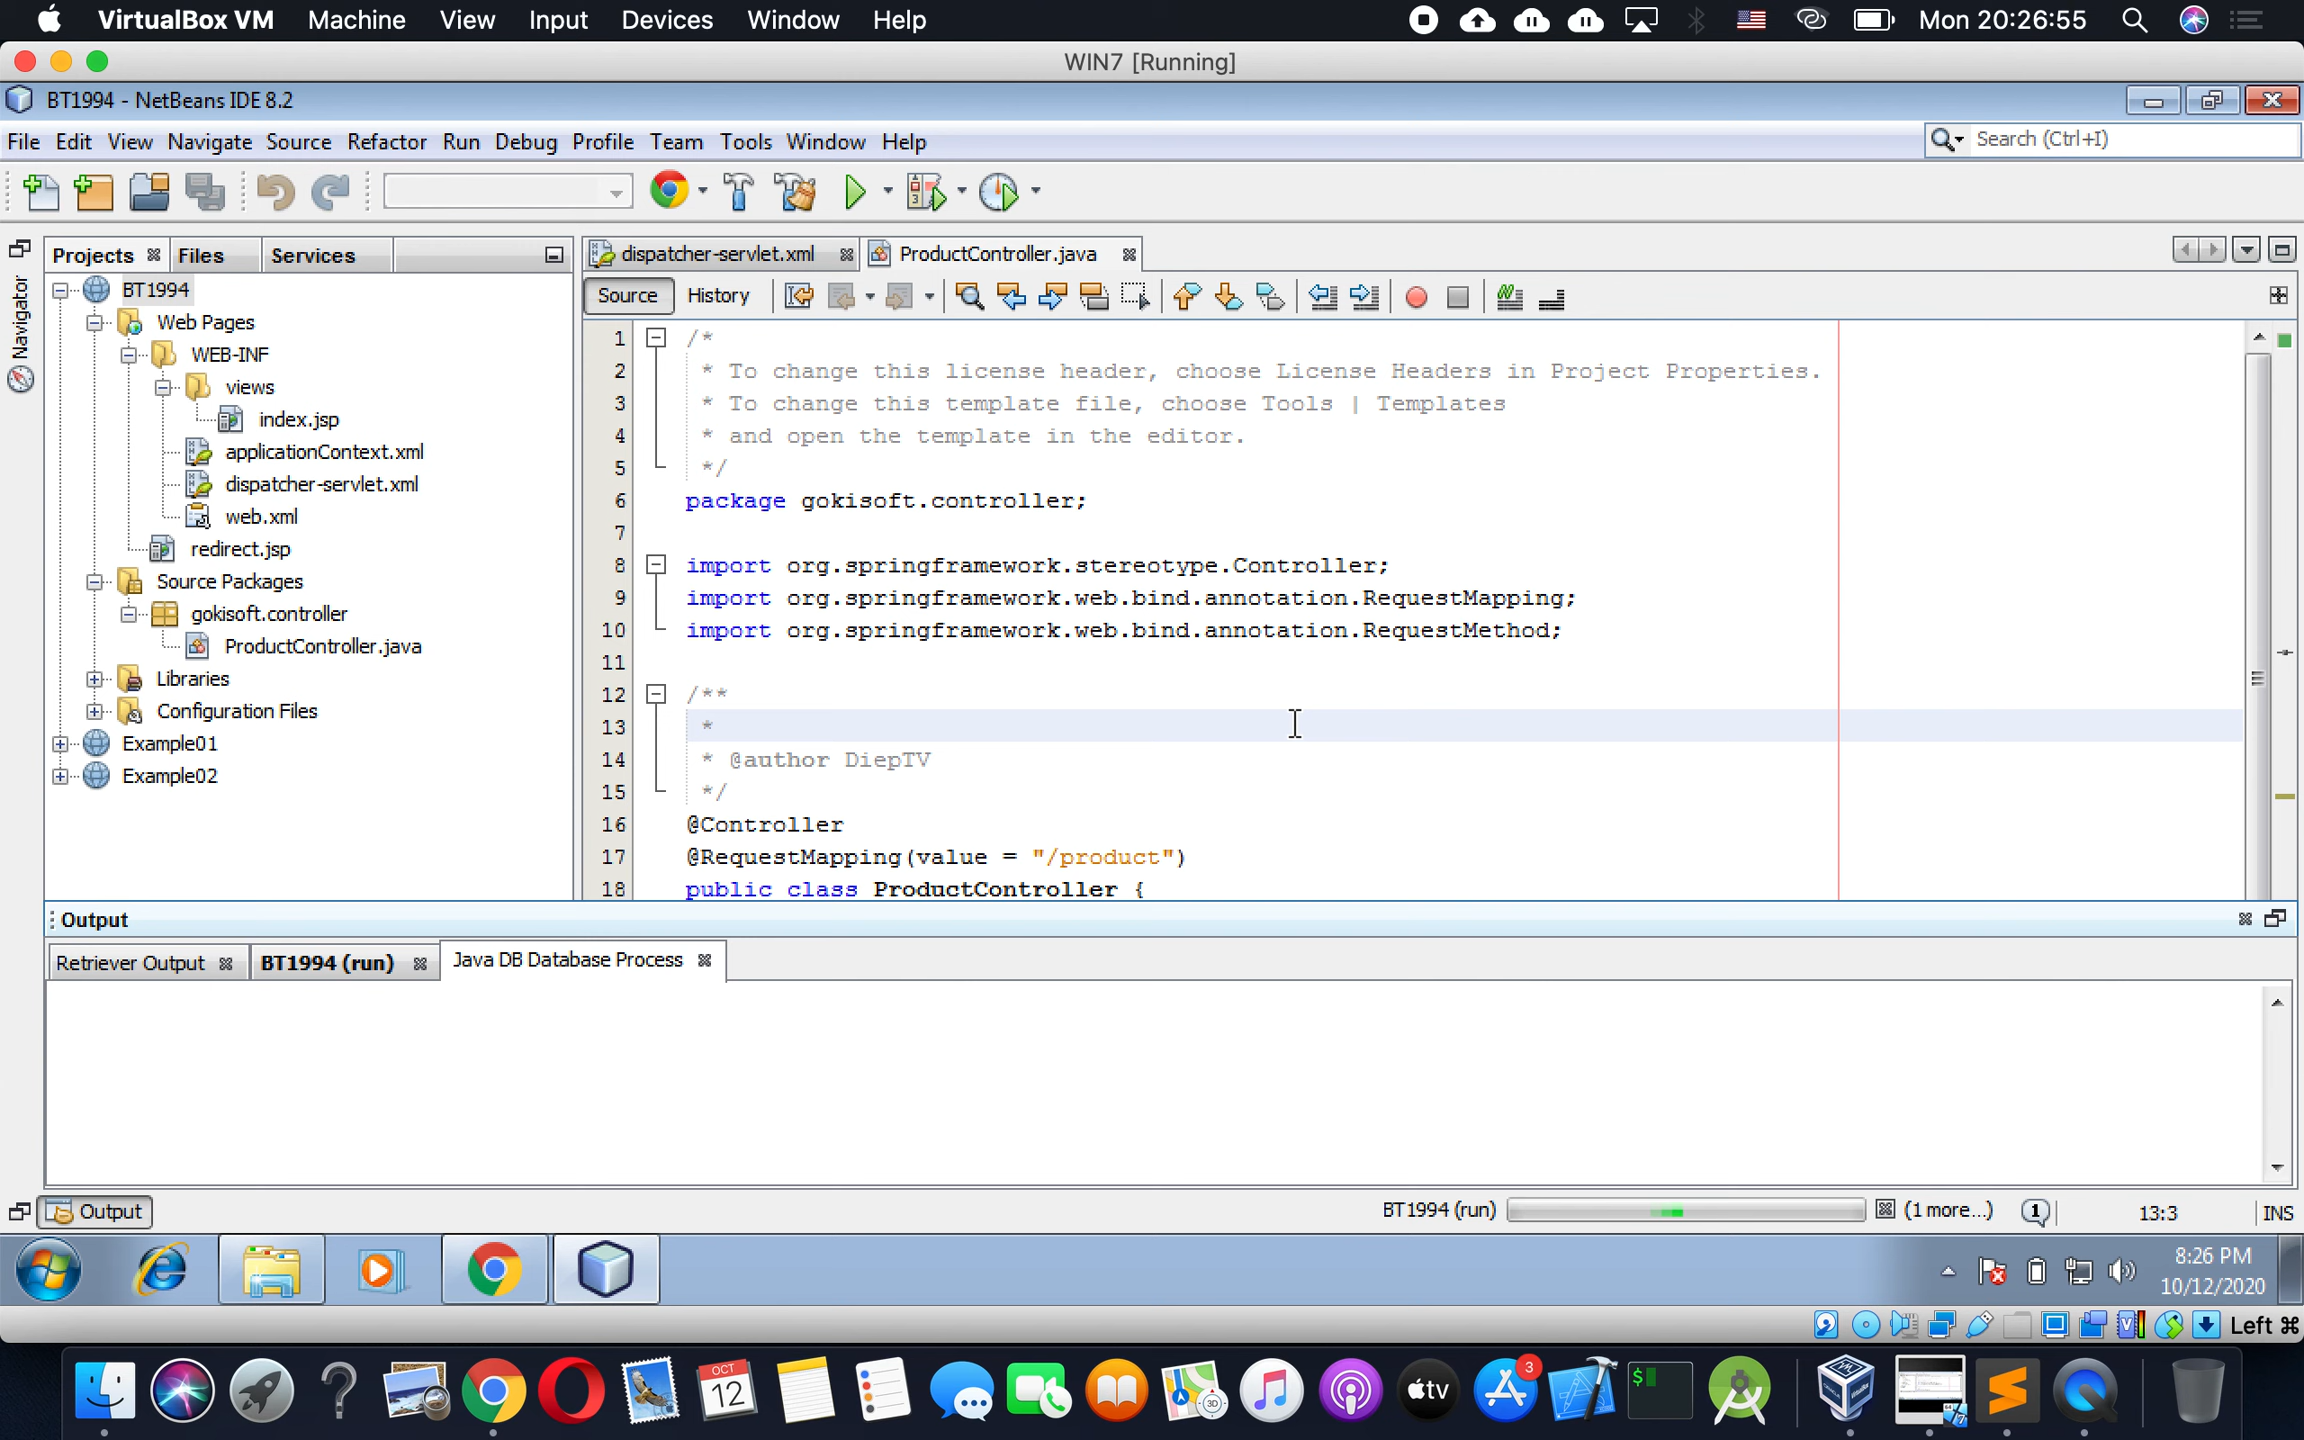 VirtualBox VM Machine View Input Devices Window Help Mon 20:26:55
WIN7 [Running]
BT1994 - NetBeans IDE 8.2
File Edit View Navigate Source Refactor Run Debug Profile Team Tools Window Help Search (Ctrl+I)
Projects Files Services
dispatcher-servlet.xml ProductController.java
Navigator
Source History
BT1994
Web Pages
WEB-INF
views
index.jsp
applicationContext.xml
dispatcher-servlet.xml
web.xml
redirect.jsp
Source Packages
gokisoft.controller
ProductController.java
Libraries
Configuration Files
Example01
Example02
1 /*
2 * To change this license header, choose License Headers in Project Properties.
3 * To change this template file, choose Tools | Templates
4 * and open the template in the editor.
5 */
6 package gokisoft.controller;
7
8 import org.springframework.stereotype.Controller;
9 import org.springframework.web.bind.annotation.RequestMapping;
10 import org.springframework.web.bind.annotation.RequestMethod;
11
12 /**
13 *
14 * @author DiepTV
15 */
16 @Controller
17 @RequestMapping(value = "/product")
18 public class ProductController {
Output
Retriever Output BT1994 (run) Java DB Database Process
Output BT1994 (run) (1 more...) 1 13:3 INS
8:26 PM
10/12/2020
Left ⌘
OCT
12
3D
tv
3
$